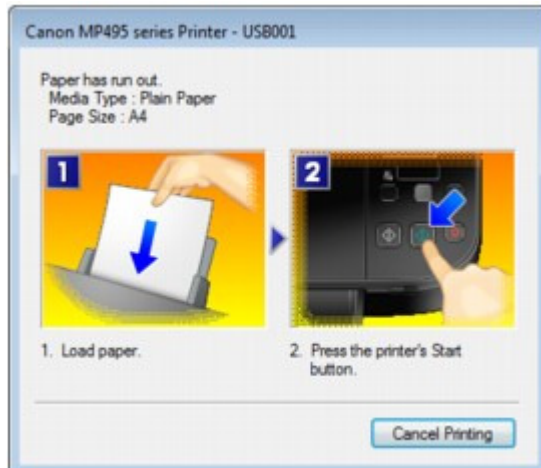 Canon MP495 series Printer - USB001
Paper has run out.
Media Type : Plain Paper
Page Size : A4
1
2
1. Load paper.
2. Press the printer's Start
button.
Cancel Printing